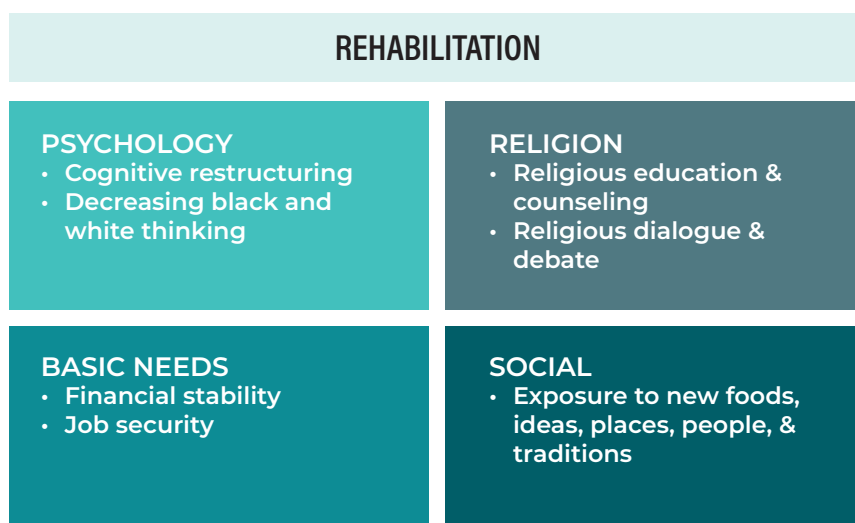 REHABILITATION
PSYCHOLOGY
• Cognitive restructuring
• Decreasing black and
white thinking
RELIGION
• Religious education &
counseling
• Religious dialogue &
debate
BASIC NEEDS
• Financial stability
• Job security
SOCIAL
• Exposure to new foods,
ideas, places, people, &
traditions